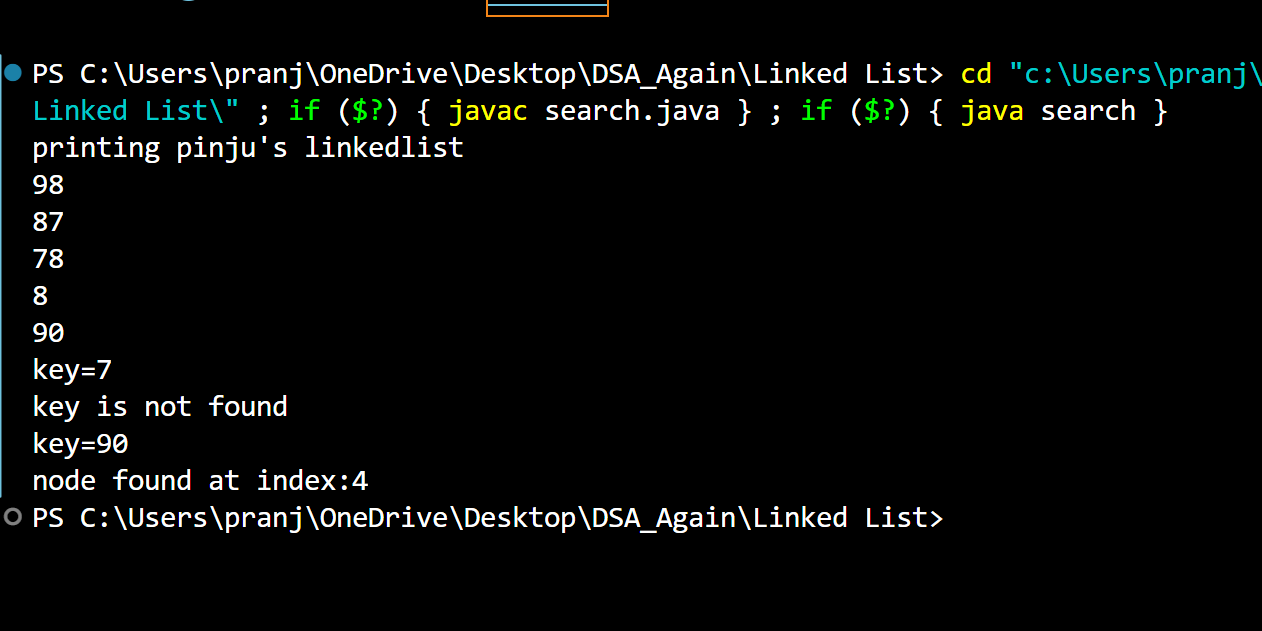 PS C:\Users\pranj\OneDrive\Desktop\DSA_Again\Linked List> cd "c:\Users\pranj\
Linked List\" ; if ($?) { javac search.java } ; if ($?) { java search }
printing pinju's linkedlist
98
87
78
8
90
key=7
key is not found
key=90
node found at index:4
PS C:\Users\pranj\OneDrive\Desktop\DSA_Again\Linked List>